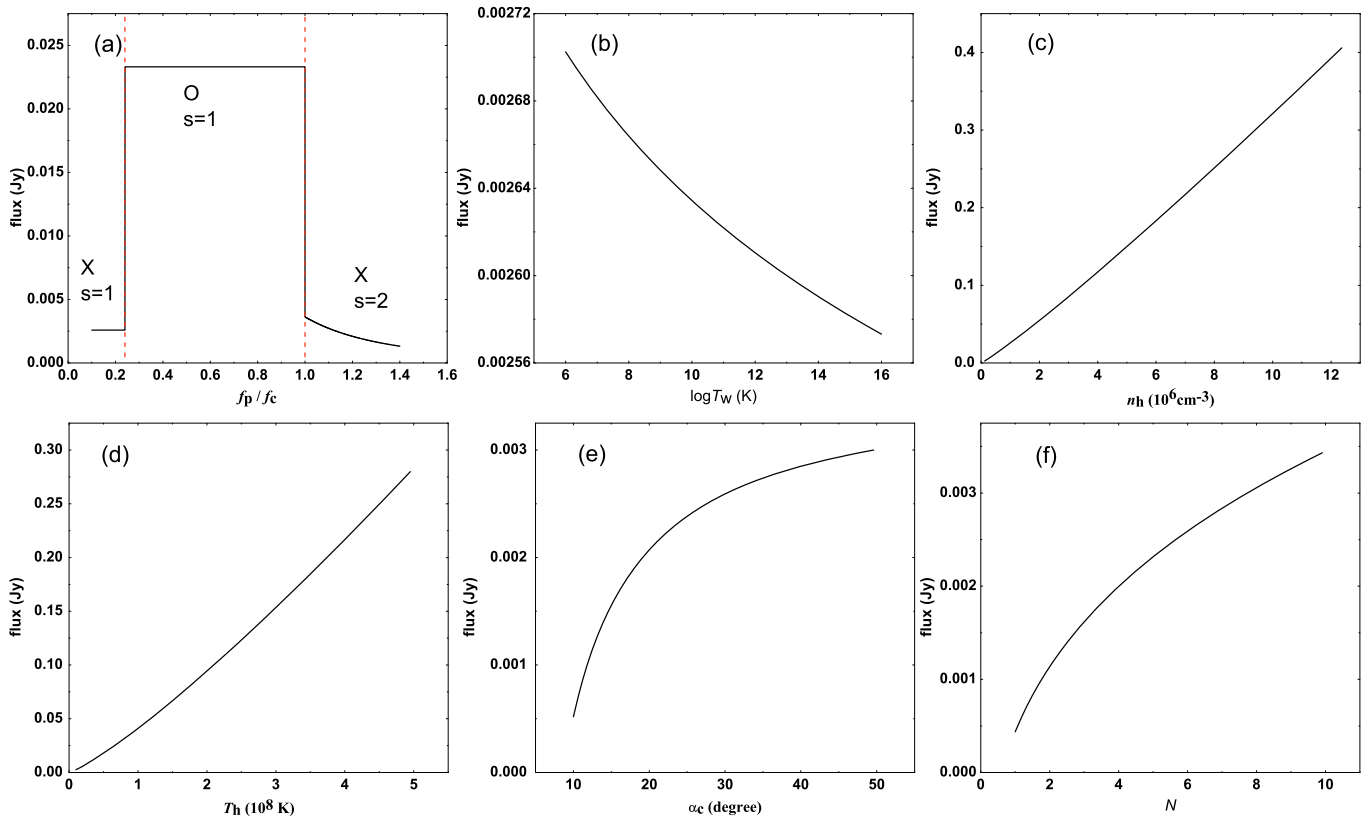 (a)
O
s=1
X
s=1
X
s=2
flux (Jy)
0.025
0.020
0.015
0.010
0.005
0.000
0.0 0.2 0.4 0.6 0.8 1.0 1.2 1.4 1.6
fp / fc
(b)
flux (Jy)
0.00272
0.00268
0.00264
0.00260
0.00256
6 8 10 12 14 16
logTw (K)
(c)
flux (Jy)
0.4
0.3
0.2
0.1
0.0
0 2 4 6 8 10 12
nh (10⁶cm-3)
(d)
flux (Jy)
0.30
0.25
0.20
0.15
0.10
0.05
0.00
0 1 2 3 4 5
Th (10⁸ K)
(e)
flux (Jy)
0.003
0.002
0.001
0.000
10 20 30 40 50
αc (degree)
(f)
flux (Jy)
0.003
0.002
0.001
0.000
0 2 4 6 8 10
N